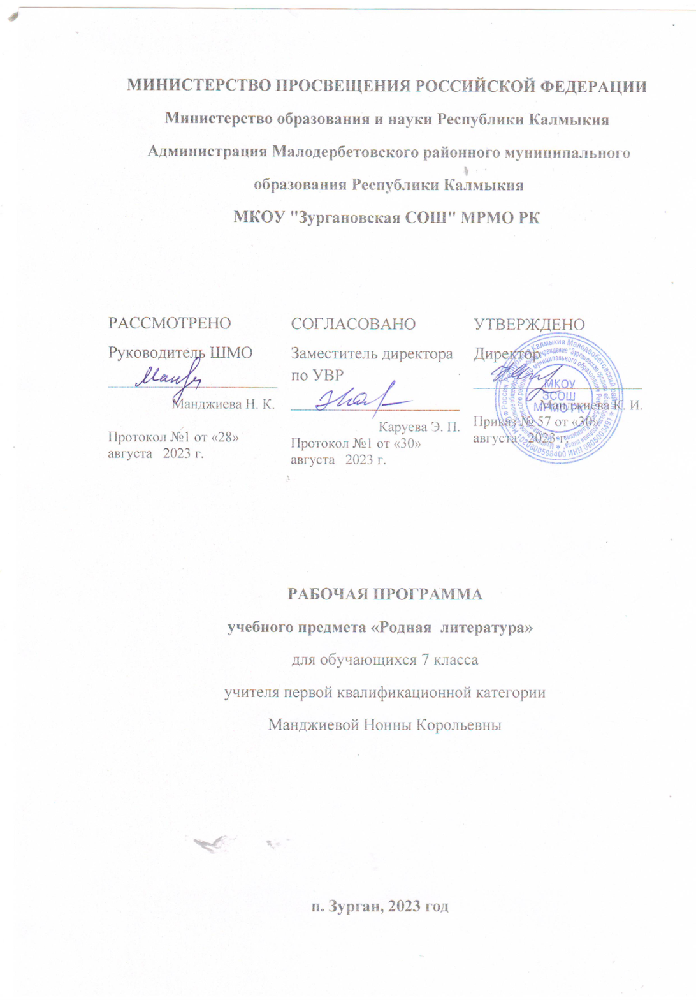 МИНИСТЕРСТВО ПРОСВЕЩЕНИЯ РОССИЙСКОЙ ФЕДЕРАЦИИ
Министерство образования и науки Республики Калмыкия
Администрация Малодербетовского районного муниципального
образования Республики Калмыкия
МКОУ "Зургановская СОШ" МРМО РК
РАССМОТРЕНО
Руководитель ШМО
Манджиева Н. К.
Протокол №1 от «28»
августа 2023 г.
СОГЛАСОВАНО
Заместитель директора
по УВР
Каруева Э. П.
Протокол №1 от «30»
августа 2023 г.
УТВЕРЖДЕНО
Директор
Манджиева К. И.
Приказ № 57 от «30»
августа 2023 г.
МКОУ
ЗСОШ
МРМО РК
РАБОЧАЯ ПРОГРАММА
учебного предмета «Родная литература»
для обучающихся 7 класса
учителя первой квалификационной категории
Манджиевой Нонны Корольевны
п. Зурган, 2023 год